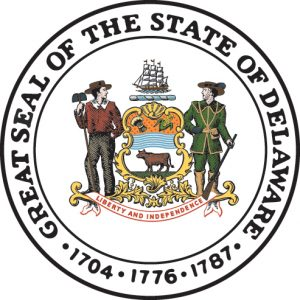 GREAT SEAL OF THE STATE OF DELAWARE
LIBERTY AND INDEPENDENCE
· 1704 · 1776 · 1787 ·